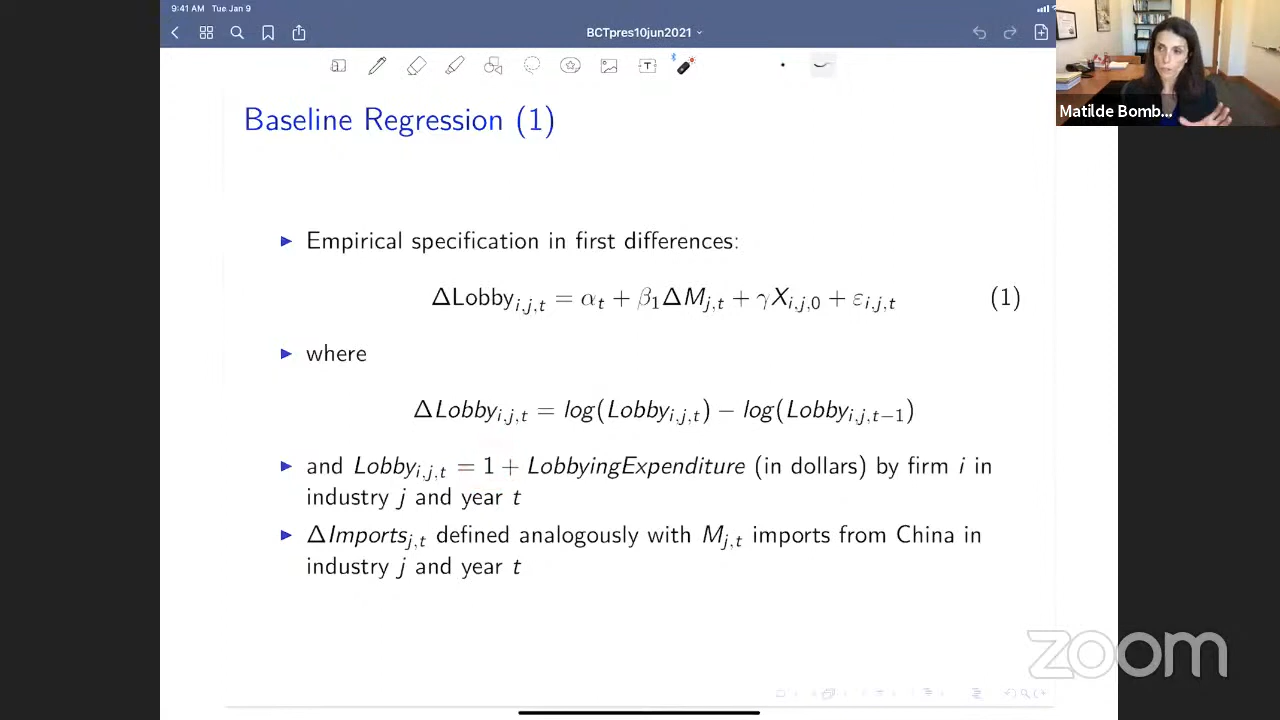 9:41 AM Tue Jan 9
BCTpres10jun2021
T
Matilde Bomb...
Baseline Regression (1)
▶ Empirical specification in first differences:
ΔLobby_{i,j,t} = α_t + β_1ΔM_{j,t} + γX_{i,j,0} + ε_{i,j,t} (1)
▶ where
ΔLobby_{i,j,t} = log(Lobby_{i,j,t}) − log(Lobby_{i,j,t−1})
▶ and Lobby_{i,j,t} = 1 + LobbyingExpenditure (in dollars) by firm i in
industry j and year t
▶ ΔImports_{j,t} defined analogously with M_{j,t} imports from China in
industry j and year t
zoom